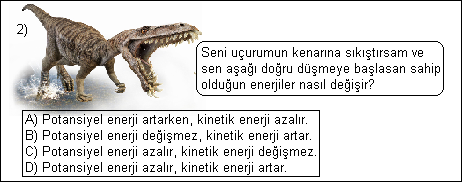 2)
Seni uçurumun kenarına sıkıştırsam ve
sen aşağı doğru düşmeye başlasan sahip
olduğun enerjiler nasıl değişir?
A) Potansiyel enerji artarken, kinetik enerji azalır.
B) Potansiyel enerji değişmez, kinetik enerji artar.
C) Potansiyel enerji azalır, kinetik enerji değişmez.
D) Potansiyel enerji azalır, kinetik enerji artar.